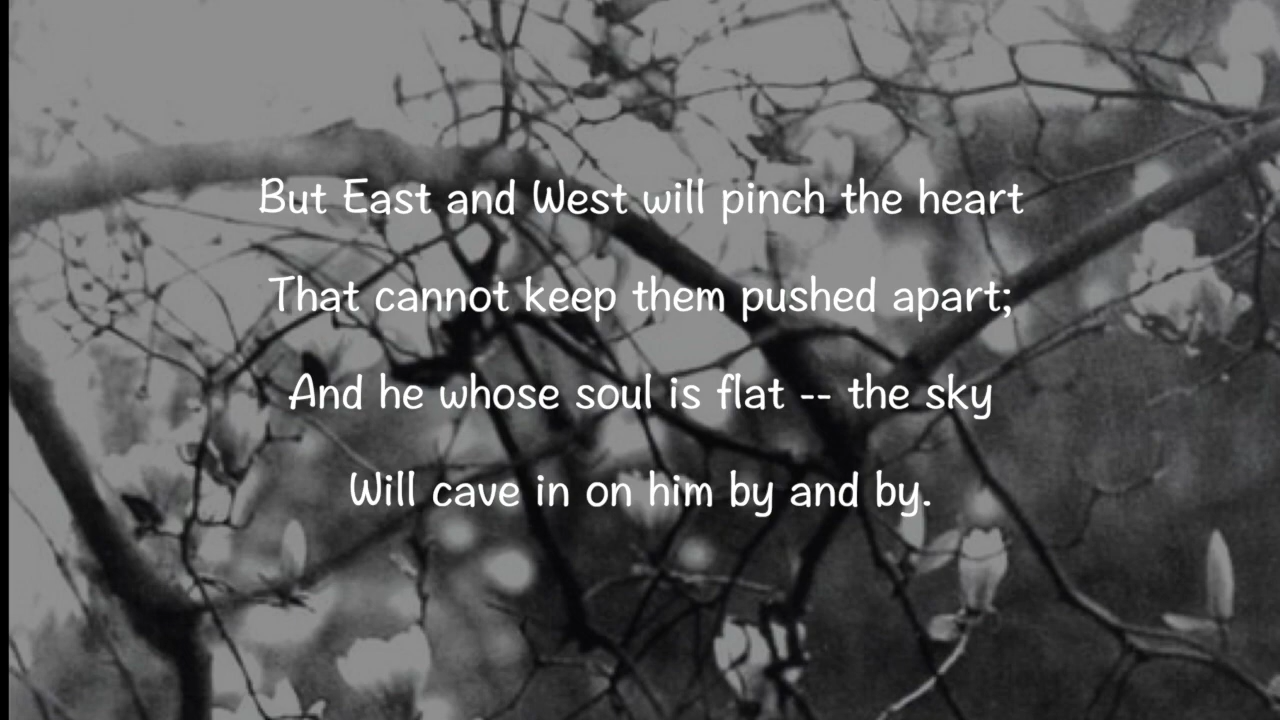 But East and West will pinch the heart
That cannot keep them pushed apart;
And he whose soul is flat -- the sky
Will cave in on him by and by.